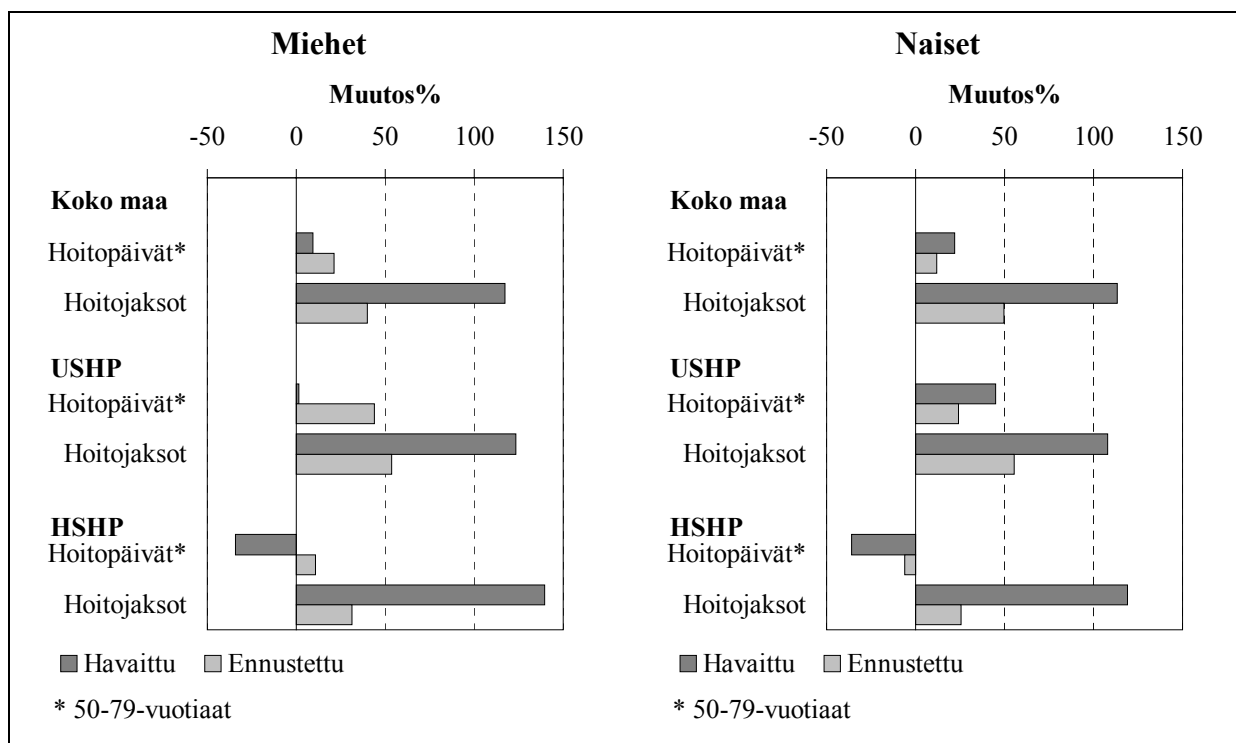 Miehet
Muutos%
-50 0 50 100 150
Koko maa
Hoitopäivät*
Hoitojaksot
USHP
Hoitopäivät*
Hoitojaksot
HSHP
Hoitopäivät*
Hoitojaksot
Havaittu Ennustettu
* 50-79-vuotiaat
Naiset
Muutos%
-50 0 50 100 150
Koko maa
Hoitopäivät*
Hoitojaksot
USHP
Hoitopäivät*
Hoitojaksot
HSHP
Hoitopäivät*
Hoitojaksot
Havaittu Ennustettu
* 50-79-vuotiaat